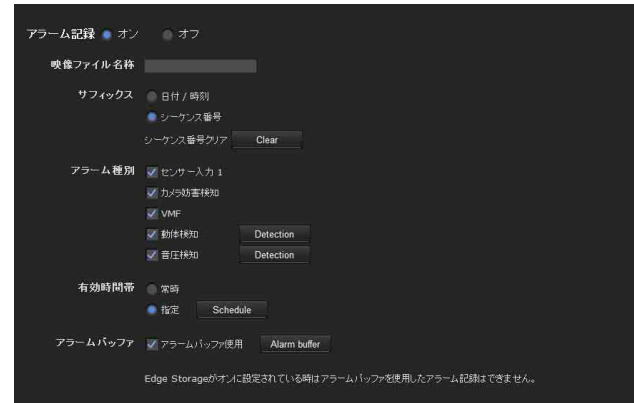 アラーム記録 オン オフ
映像ファイル名称
サフィックス 日付 / 時刻
シーケンス番号
シーケンス番号クリア Clear
アラーム種別 センサー入力 1
カメラ妨害検知
VMF
動体検知 Detection
音圧検知 Detection
有効時間帯 常時
指定 Schedule
アラームバッファ アラームバッファ使用 Alarm buffer
Edge Storageがオンに設定されている時はアラームバッファを使用したアラーム記録はできません。